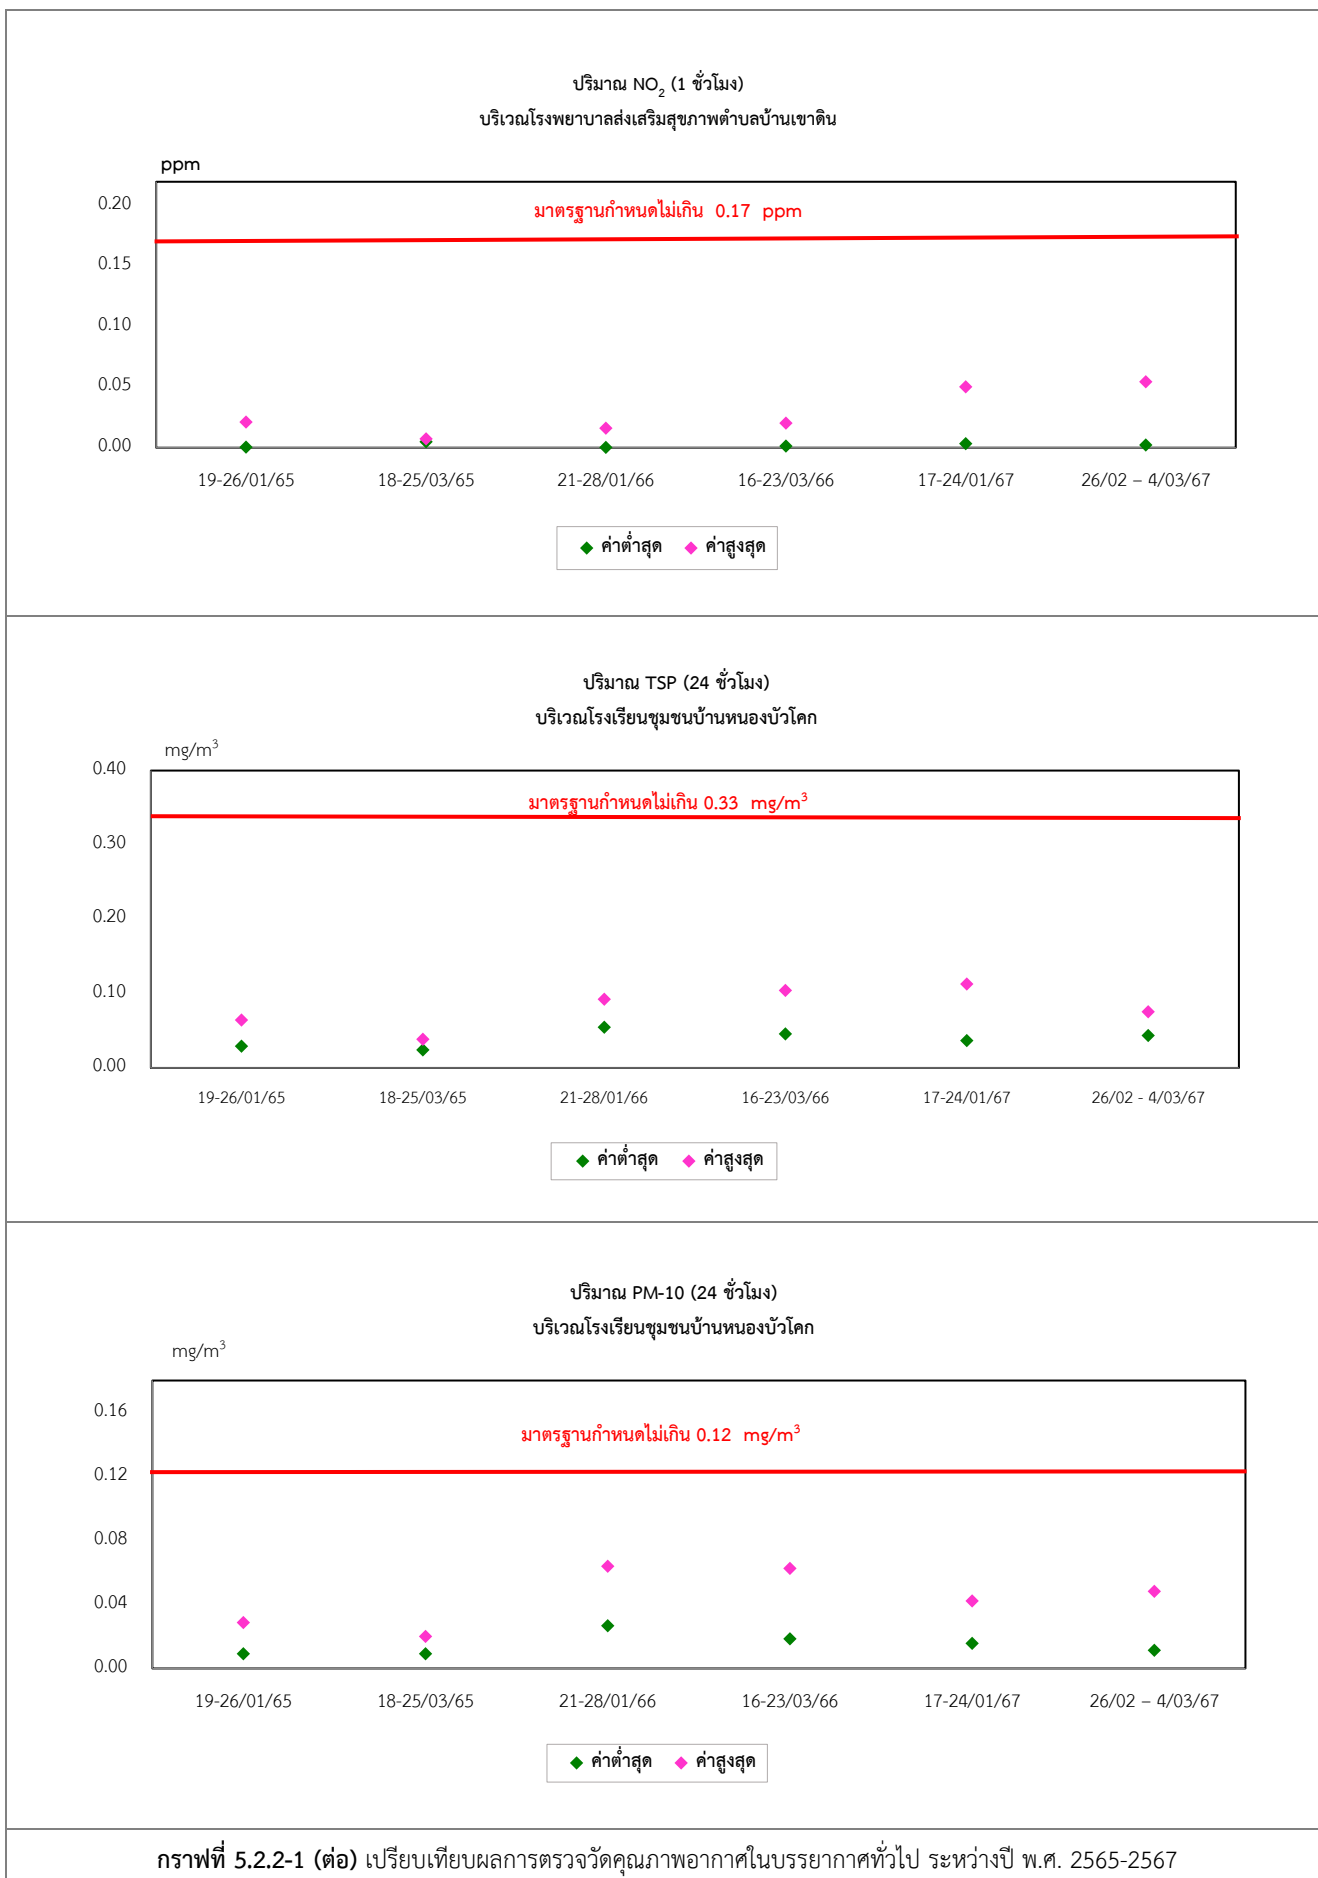 ปริมาณ NO2 (1 ชั่วโมง)
บริเวณโรงพยาบาลส่งเสริมสุขภาพตำบลบ้านเขาดิน
ppm
0.20
มาตรฐานกำหนดไม่เกิน 0.17 ppm
0.15
0.10
0.05
0.00
19-26/01/65 18-25/03/65 21-28/01/66 16-23/03/66 17-24/01/67 26/02 – 4/03/67
ค่าต่ำสุด ค่าสูงสุด
ปริมาณ TSP (24 ชั่วโมง)
บริเวณโรงเรียนชุมชนบ้านหนองบัวโคก
mg/m3
0.40
มาตรฐานกำหนดไม่เกิน 0.33 mg/m3
0.30
0.20
0.10
0.00
19-26/01/65 18-25/03/65 21-28/01/66 16-23/03/66 17-24/01/67 26/02 - 4/03/67
ค่าต่ำสุด ค่าสูงสุด
ปริมาณ PM-10 (24 ชั่วโมง)
บริเวณโรงเรียนชุมชนบ้านหนองบัวโคก
mg/m3
0.16
มาตรฐานกำหนดไม่เกิน 0.12 mg/m3
0.12
0.08
0.04
0.00
19-26/01/65 18-25/03/65 21-28/01/66 16-23/03/66 17-24/01/67 26/02 – 4/03/67
ค่าต่ำสุด ค่าสูงสุด
กราฟที่ 5.2.2-1 (ต่อ) เปรียบเทียบผลการตรวจวัดคุณภาพอากาศในบรรยากาศทั่วไป ระหว่างปี พ.ศ. 2565-2567